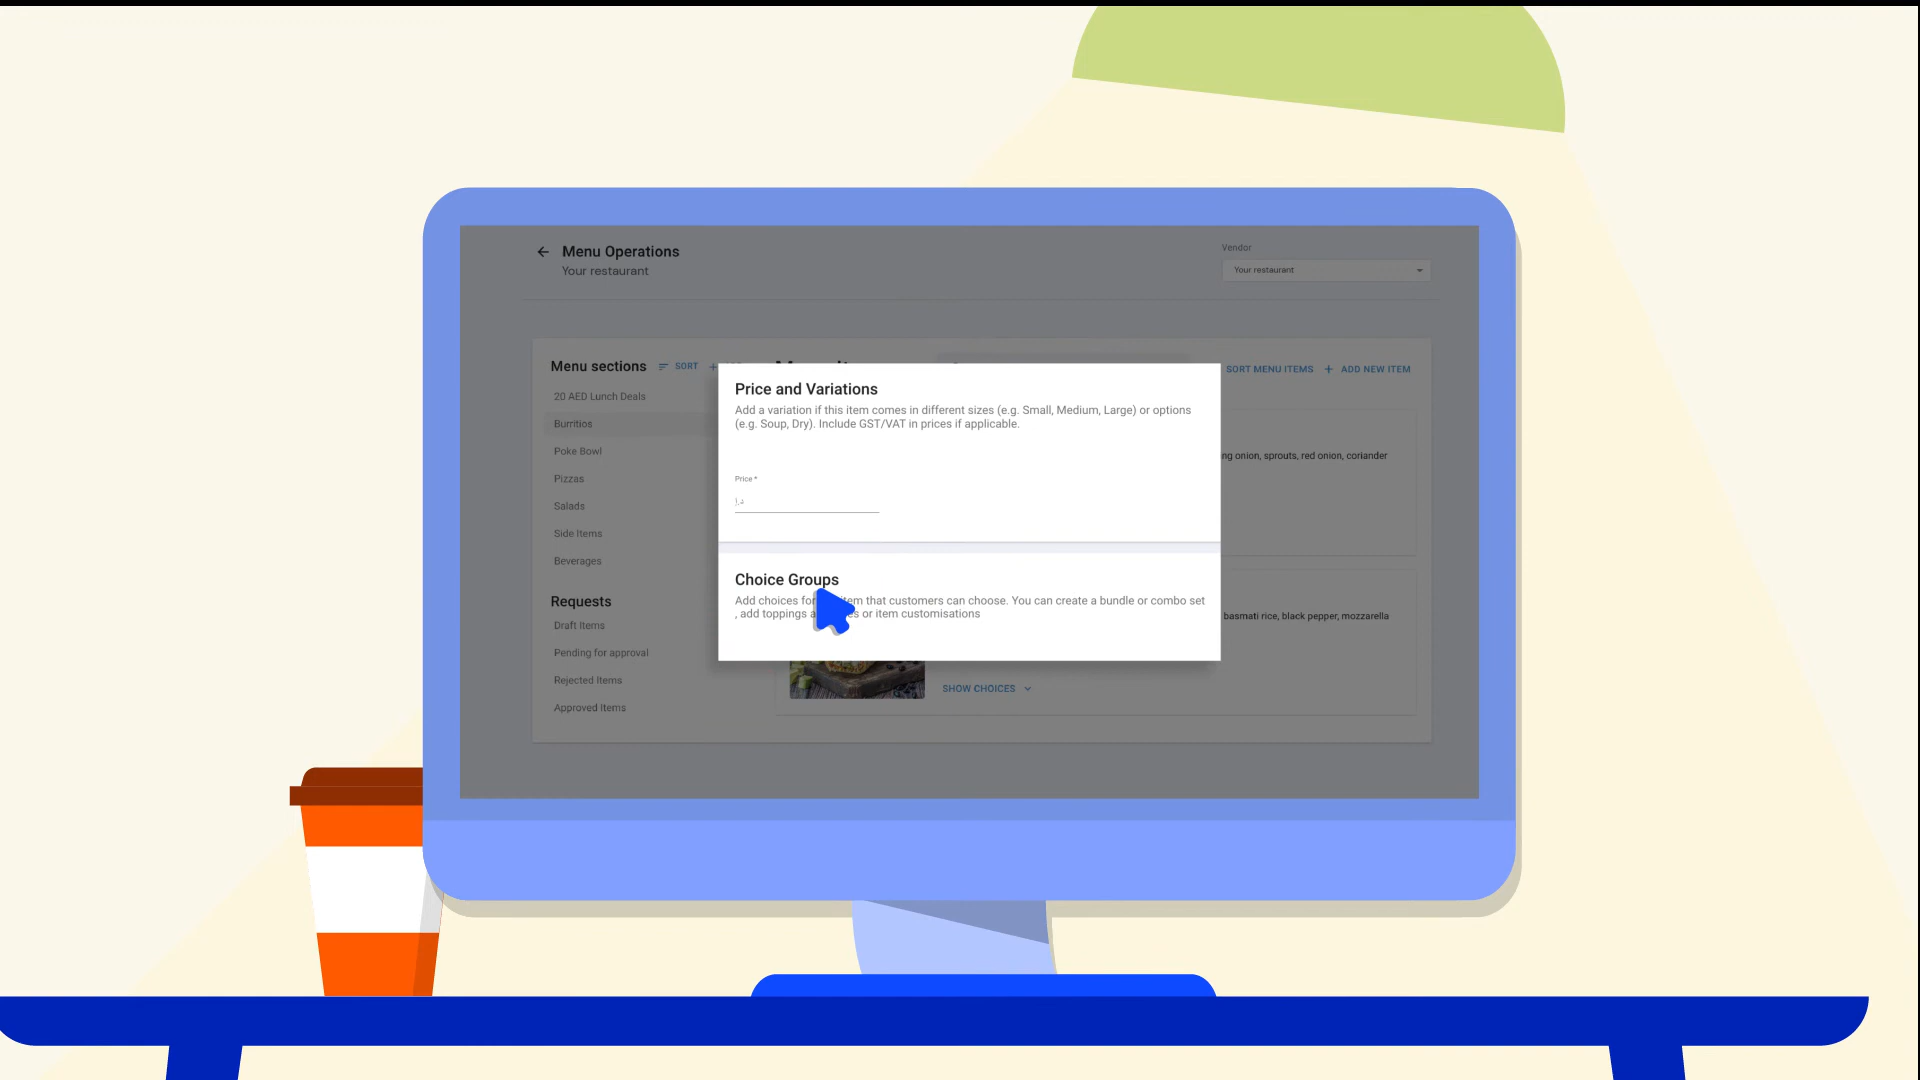 Menu Operations
Your restaurant
Vendor
Your restaurant
Menu sections
SORT
+
SORT MENU ITEMS
+ ADD NEW ITEM
20 AED Lunch Deals
Burritios
Poke Bowl
Pizzas
Salads
Side Items
Beverages
Requests
Draft Items
Pending for approval
Rejected Items
Approved Items
Price and Variations
Add a variation if this item comes in different sizes (e.g. Small, Medium, Large) or options
(e.g. Soup, Dry). Include GST/VAT in prices if applicable.
Price *
Choice Groups
Add choices for item that customers can choose. You can create a bundle or combo set
, add toppings or item customisations
onion, sprouts, red onion, coriander
basmati rice, black pepper, mozzarella
SHOW CHOICES